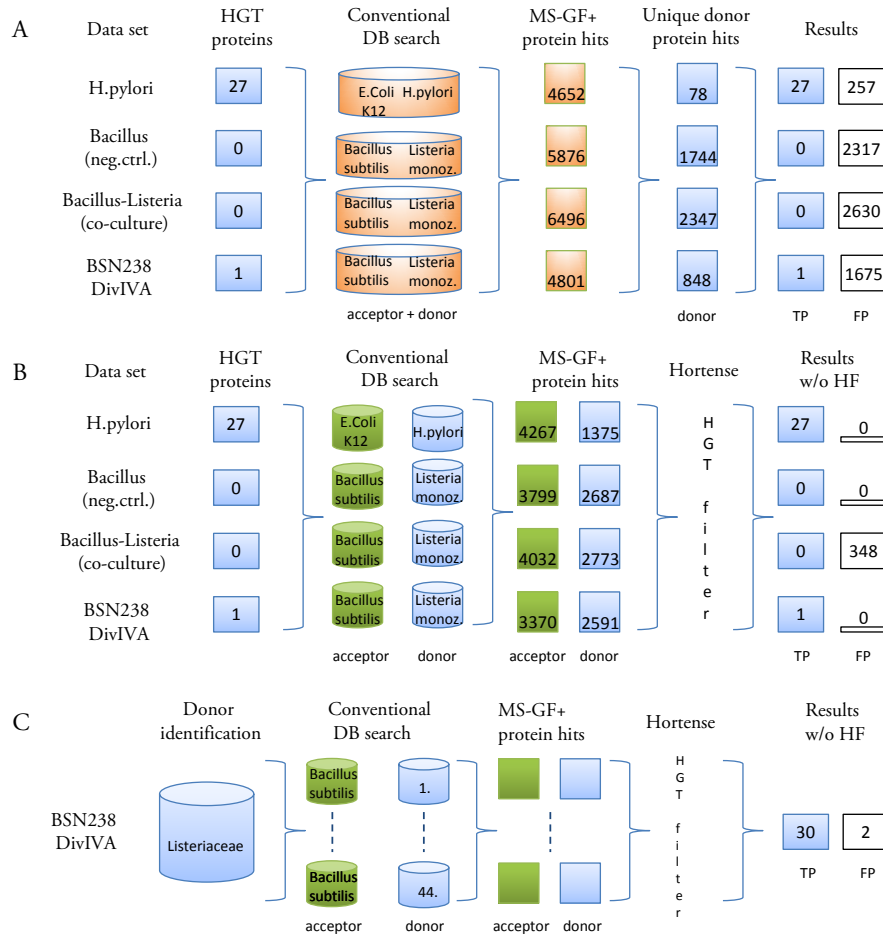 A
Data set
HGT
proteins
Conventional
DB search
MS-GF+
protein hits
Unique donor
protein hits
Results
H.pylori
27
E.Coli H.pylori
K12
4652
78
27
257
Bacillus
(neg.ctrl.)
0
Bacillus Listeria
subtilis monoz.
5876
1744
0
2317
Bacillus-Listeria
(co-culture)
0
Bacillus Listeria
subtilis monoz.
6496
2347
0
2630
BSN238
DivIVA
1
Bacillus Listeria
subtilis monoz.
4801
848
1
1675
acceptor + donor
donor
TP
FP
B
Data set
HGT
proteins
Conventional
DB search
MS-GF+
protein hits
Hortense
Results
w/o HF
H.pylori
27
E.Coli
K12
H.pylori
4267
1375
HGT filter
27
0
Bacillus
(neg.ctrl.)
0
Bacillus
subtilis
Listeria
monoz.
3799
2687
0
0
Bacillus-Listeria
(co-culture)
0
Bacillus
subtilis
Listeria
monoz.
4032
2773
0
348
BSN238
DivIVA
1
Bacillus
subtilis
Listeria
monoz.
3370
2591
1
0
acceptor
donor
acceptor
donor
TP
FP
C
Donor
identification
Conventional
DB search
MS-GF+
protein hits
Hortense
Results
w/o HF
BSN238
DivIVA
Listeriaceae
Bacillus
subtilis
1.
Bacillus
subtilis
44.
HGT filter
30
2
acceptor
donor
acceptor
donor
TP
FP